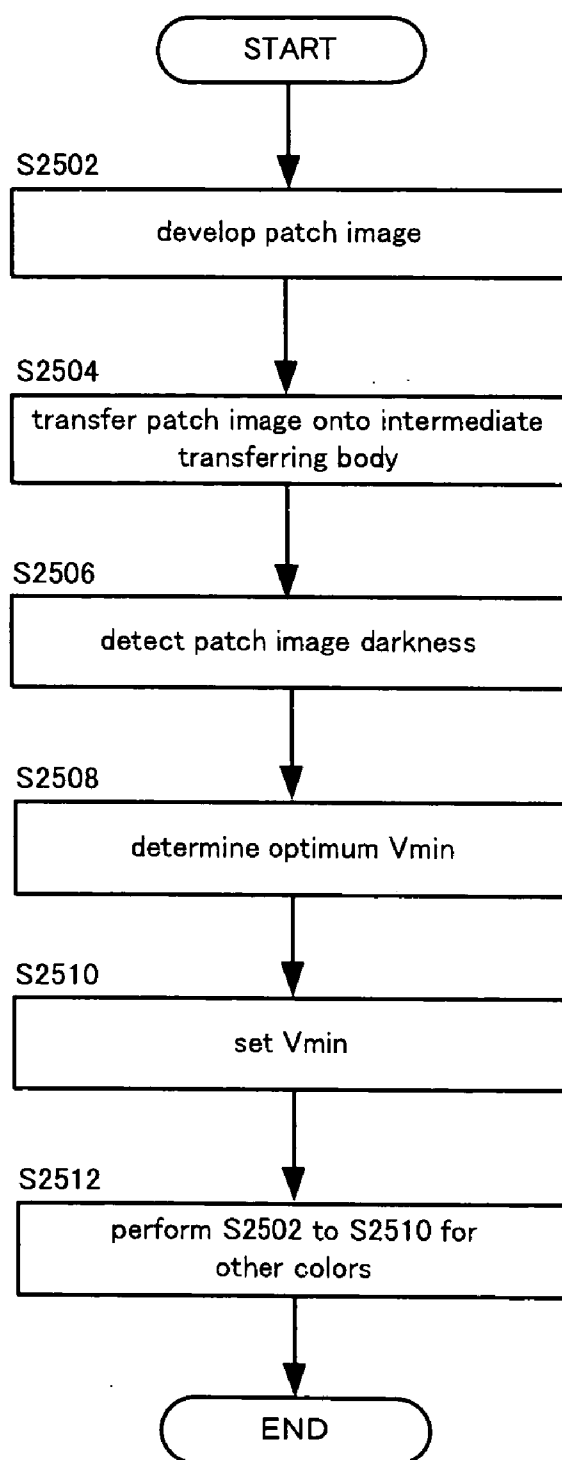 START
S2502
develop patch image
S2504
transfer patch image onto intermediate
transferring body
S2506
detect patch image darkness
S2508
determine optimum Vmin
S2510
set Vmin
S2512
perform S2502 to S2510 for
other colors
END